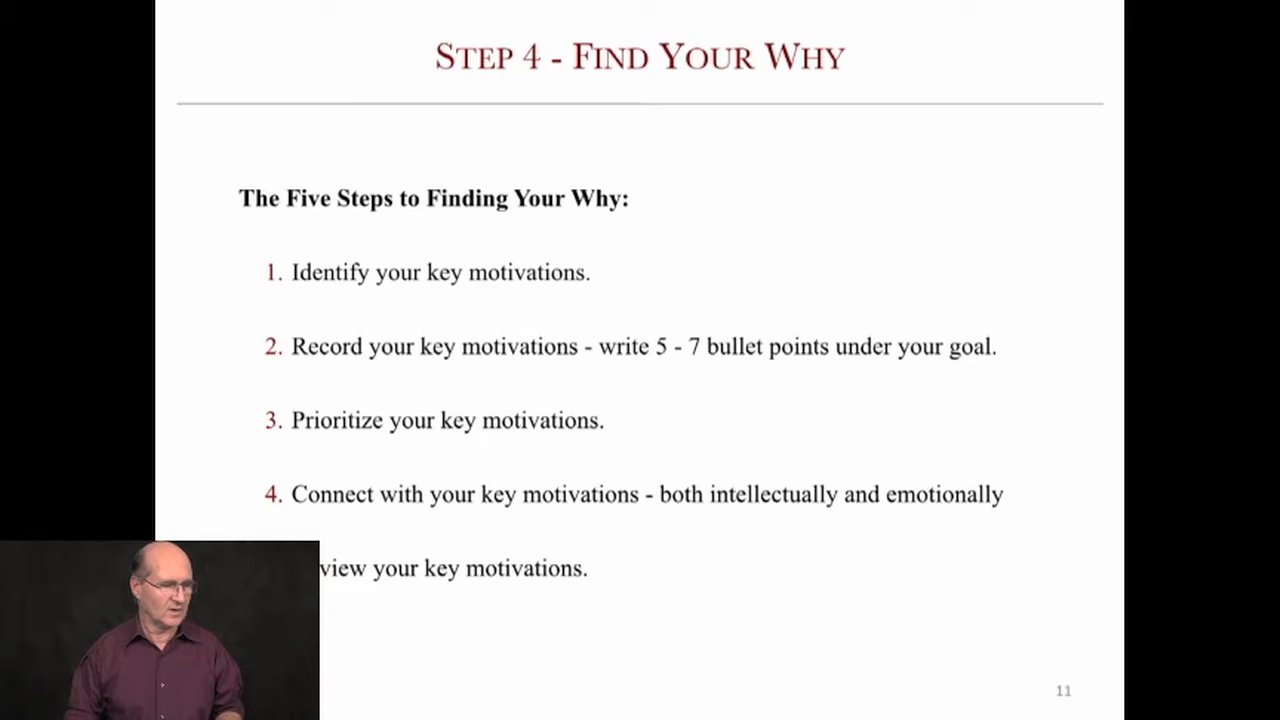 STEP 4 - FIND YOUR WHY
The Five Steps to Finding Your Why:
1. Identify your key motivations.
2. Record your key motivations - write 5 - 7 bullet points under your goal.
3. Prioritize your key motivations.
4. Connect with your key motivations - both intellectually and emotionally
your key motivations.
11